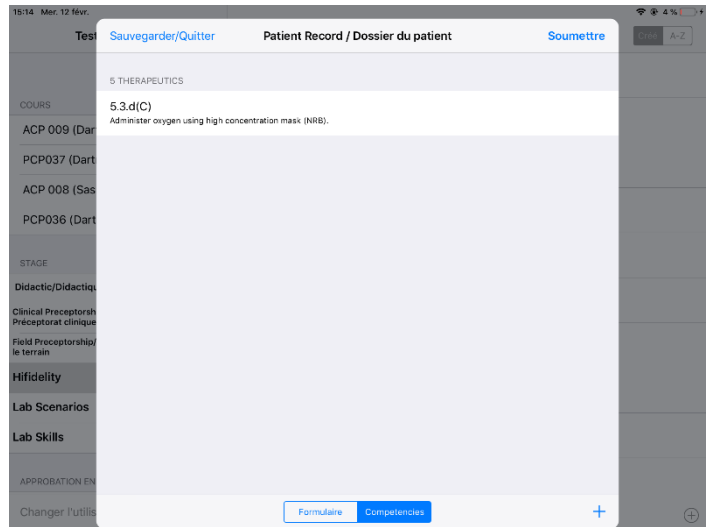 15:14 Mer. 12 févr.
4 %
Test
Sauvegarder/Quitter
Patient Record / Dossier du patient
Soumettre
Créé
A-Z
5 THERAPEUTICS
5.3.d(C)
Administer oxygen using high concentration mask (NRB).
COURS
ACP 009 (Dar
PCP037 (Dart
ACP 008 (Sas
PCP036 (Dart
STAGE
Didactic/Didactiqu
Clinical Preceptorsh
Préceptorat clinique
Field Preceptorship/
le terrain
Hifidelity
Lab Scenarios
Lab Skills
APPROBATION EN
Changer l'utilis
Formulaire
Competencies